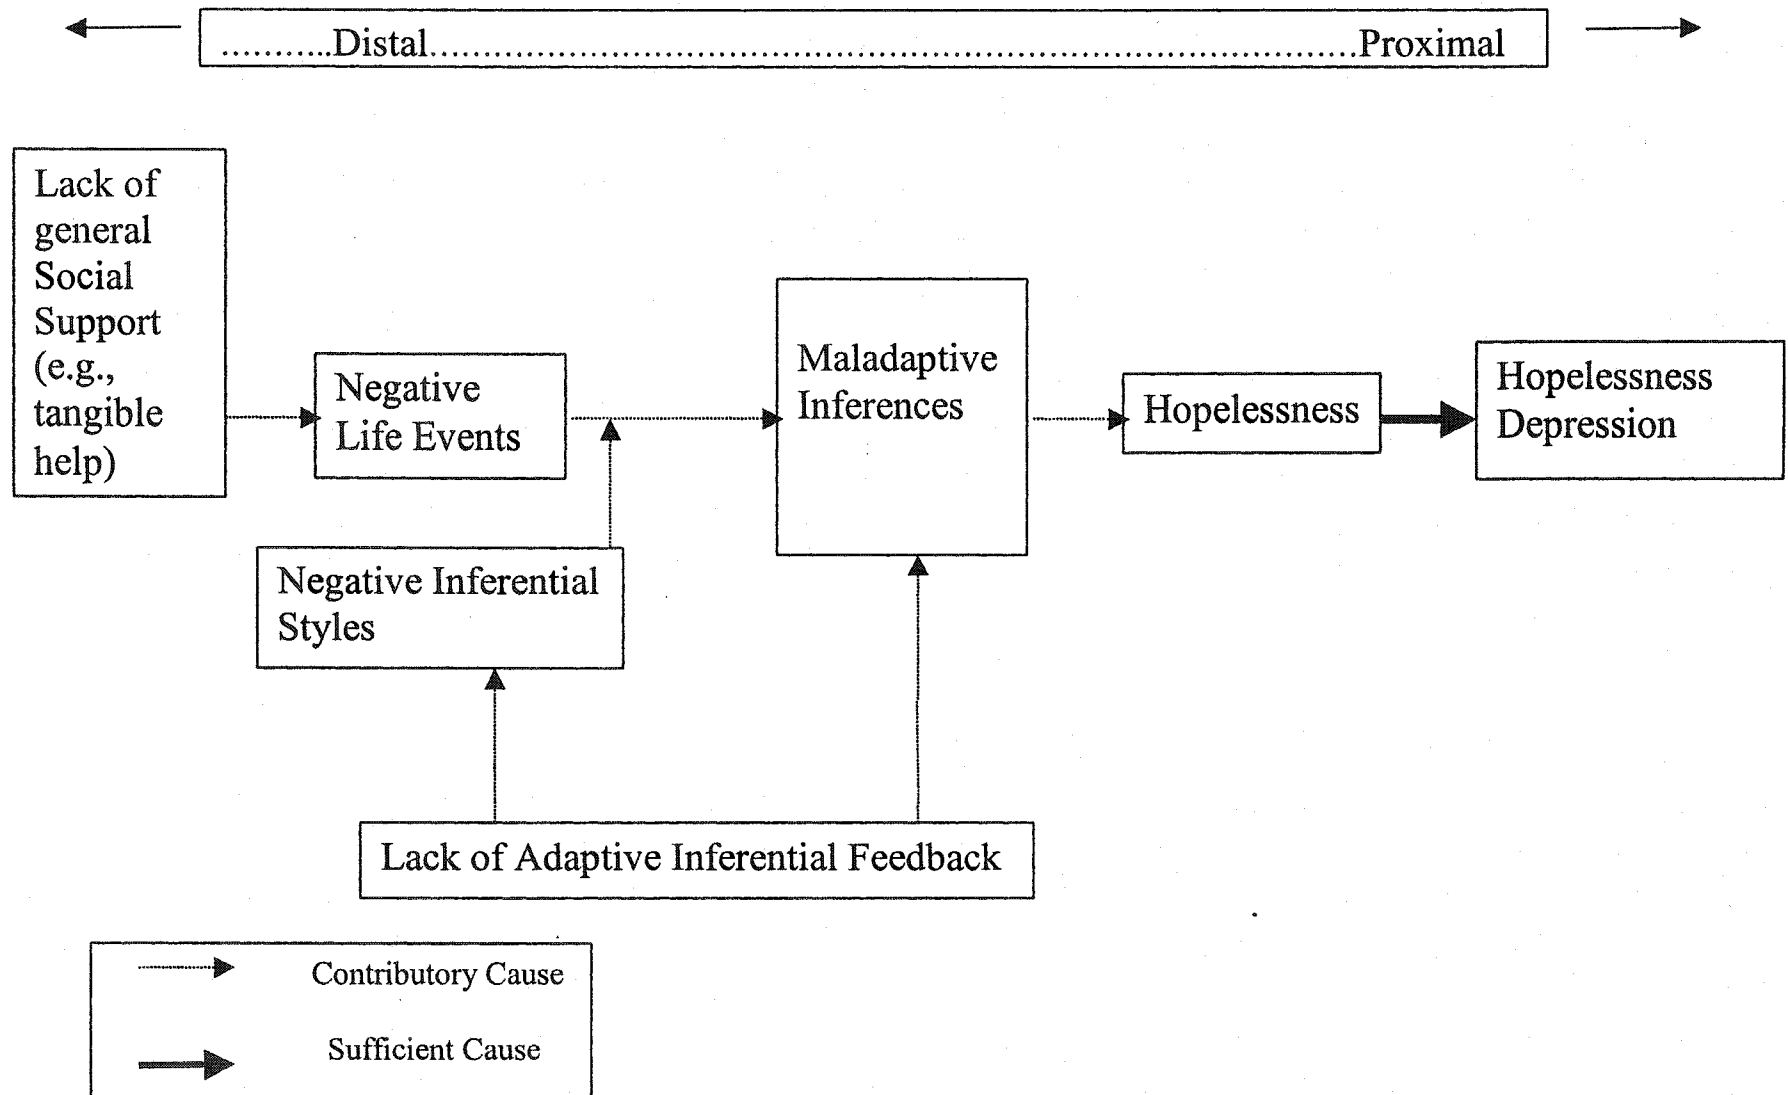 ...........Distal.....................................................................................Proximal
Lack of
general
Social
Support
(e.g.,
tangible
help)
Negative
Life Events
Maladaptive
Inferences
Hopelessness
Hopelessness
Depression
Negative Inferential
Styles
Lack of Adaptive Inferential Feedback
Contributory Cause
Sufficient Cause